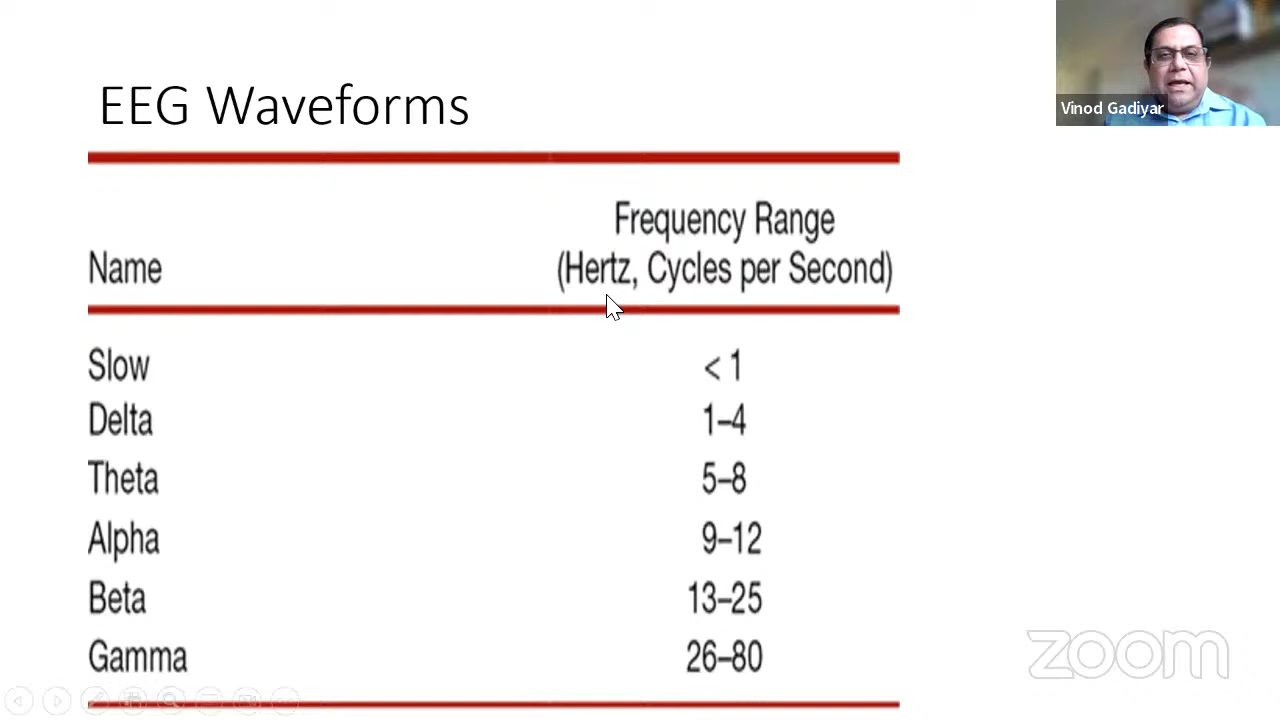 EEG Waveforms
Vinod Gadiyar
Name
Frequency Range
(Hertz, Cycles per Second)
Slow < 1
Delta 1–4
Theta 5–8
Alpha 9–12
Beta 13–25
Gamma 26–80
zoom